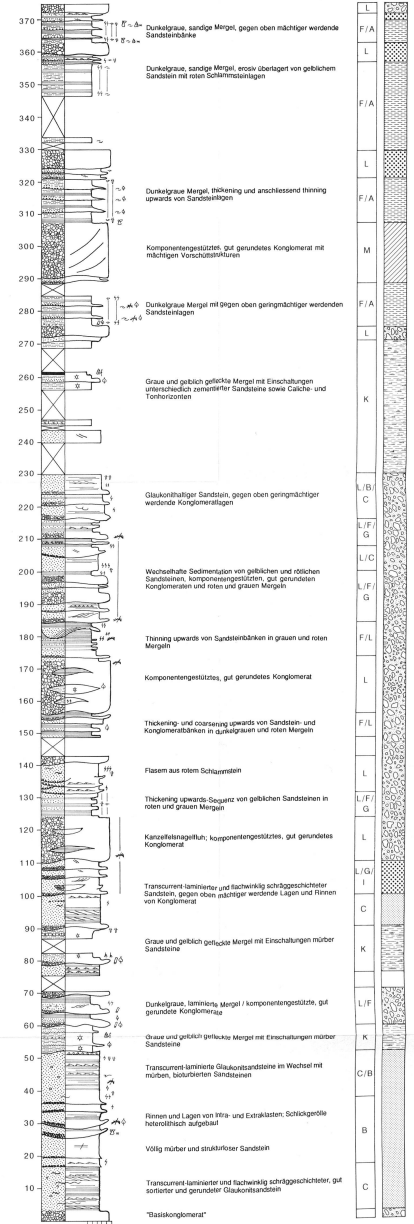 370
Dunkelgraue, sandige Mergel, gegen oben mächtiger werdende
Sandsteinbänke
L
F/A
L
360
Dunkelgraue, sandige Mergel, erosiv überlagert von gelblichem
Sandstein mit roten Schlammsteinlagen
350
F/A
340
330
L
320
Dunkelgraue Mergel, thickening und anschliessend thinning
upwards von Sandsteinlagen
F/A
310
300
Komponentengestütztes, gut gerundetes Konglomerat mit
mächtigen Vorschüttstrukturen
M
290
Dunkelgraue Mergel mit gegen oben geringmächtiger werdenden
Sandsteinlagen
F/A
280
L
270
260
Graue und gelblich gefleckte Mergel mit Einschaltungen
unterschiedlich zementierter Sandsteine sowie Caliche- und
Tonhorizonten
K
250
240
230
Glaukonithaltiger Sandstein, gegen oben geringmächtiger
werdende Konglomeratlagen
L/B/
C
220
L/F/
G
210
L/C
200
Wechselhafte Sedimentation von gelblichen und rötlichen
Sandsteinen, komponentengestützten, gut gerundeten
Konglomeraten und roten und grauen Mergeln
L/F/
G
190
180
Thinning upwards von Sandsteinbänken in grauen und roten
Mergeln
F/L
170
Komponentengestütztes, gut gerundetes Konglomerat
L
160
Thickening- und coarsening upwards von Sandstein- und
Konglomeratbänken in dunkelgrauen und roten Mergeln
F/L
150
140
Flasern aus rotem Schlammstein
L
130
Thickening upwards-Sequenz von gelblichen Sandsteinen in
roten und grauen Mergeln
L/F/
G
120
Kanzelfelsnagelfluh; komponentengestütztes, gut gerundetes
Konglomerat
L
110
Transcurrent-laminierter und flachwinklig schräggeschichteter
Sandstein, gegen oben mächtiger werdende Lagen und Rinnen
von Konglomerat
L/G/
I
100
C
90
Graue und gelblich gefleckte Mergel mit Einschaltungen mürber
Sandsteine
K
80
70
Dunkelgraue, laminierte Mergel / komponentengestützte, gut
gerundete Konglomerate
L/F
60
Graue und gelblich gefleckte Mergel mit Einschaltungen mürber
Sandsteine
K
50
Transcurrent-laminierte Glaukonitsandsteine im Wechsel mit
mürben, bioturbierten Sandsteinen
C/B
40
Rinnen und Lagen von Intra- und Extraklasten; Schlickgerölle
heterolithisch aufgebaut
30
B
20
Völlig mürber und strukturloser Sandstein
10
Transcurrent-laminierter und flachwinklig schräggeschichteter, gut
sortierter und gerundeter Glaukonitsandstein
C
"Basiskonglomerat"